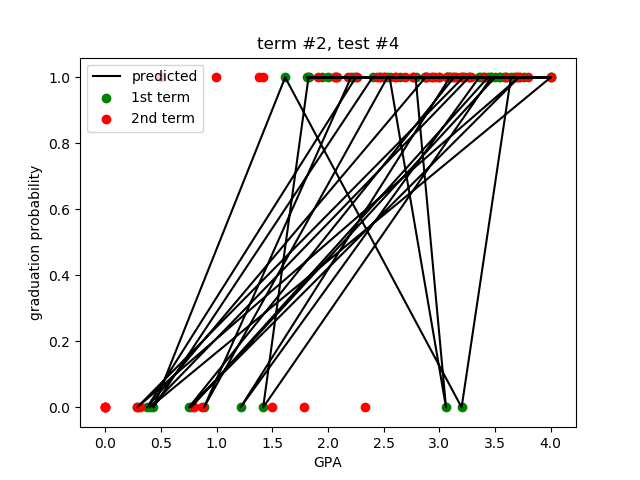 term #2, test #4
predicted
1st term
2nd term
graduation probability
1.0
0.8
0.6
0.4
0.2
0.0
0.0 0.5 1.0 1.5 2.0 2.5 3.0 3.5 4.0
GPA